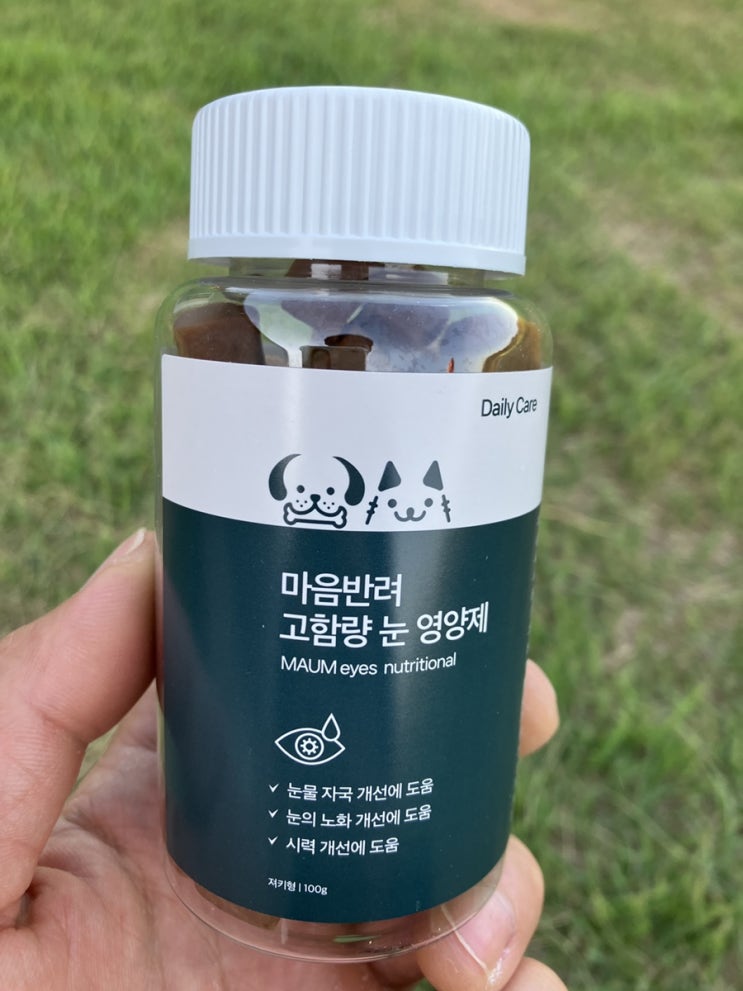 Daily Care
마음반려
고함량 눈 영양제
MAUM eyes nutritional
✓ 눈물 자국 개선에 도움
✓ 눈의 노화 개선에 도움
✓ 시력 개선에 도움
져키형 | 100g